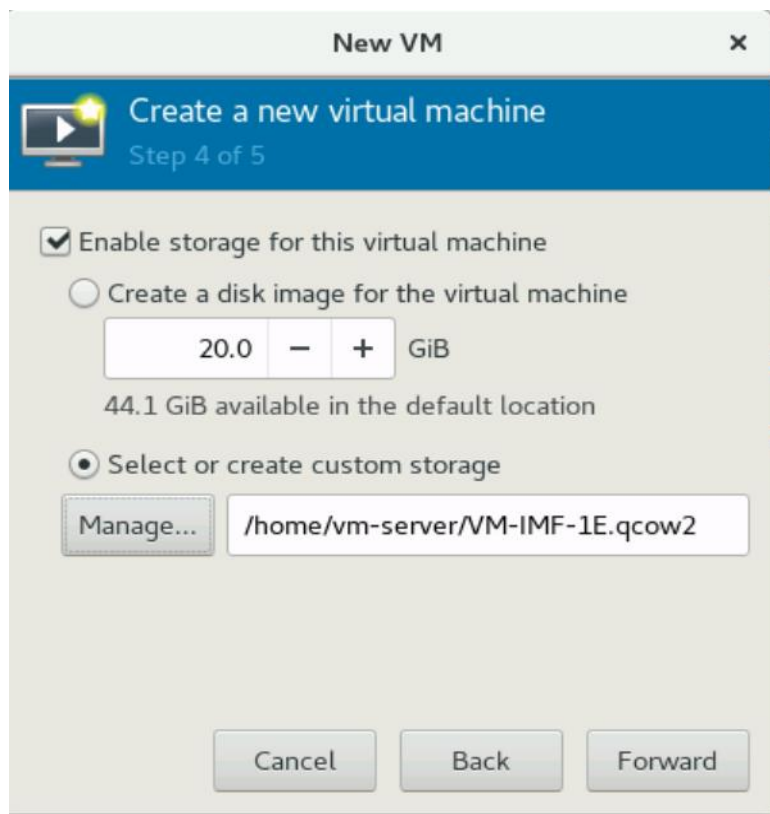 New VM
Create a new virtual machine
Step 4 of 5
Enable storage for this virtual machine
Create a disk image for the virtual machine
20.0 − + GiB
44.1 GiB available in the default location
Select or create custom storage
Manage... /home/vm-server/VM-IMF-1E.qcow2
Cancel Back Forward